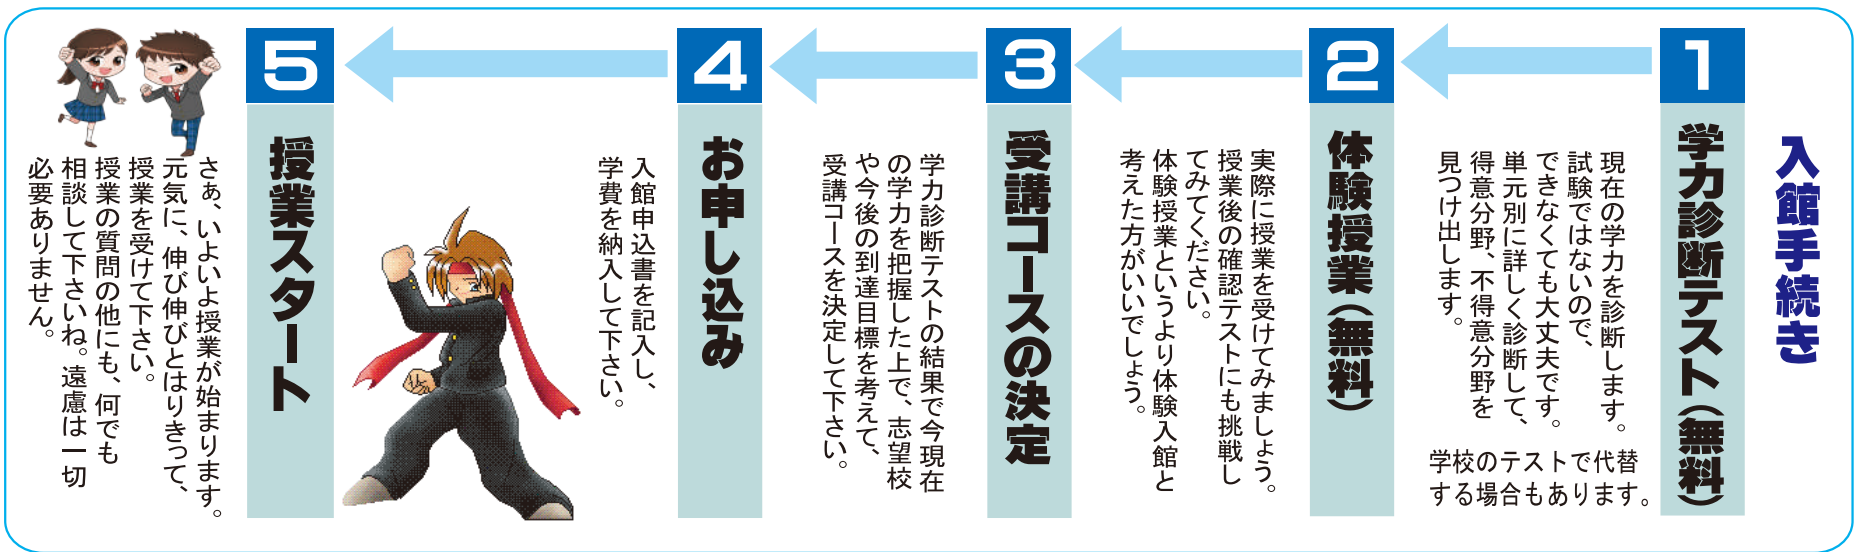 入館手続き
1
学力診断テスト（無料）
現在の学力を診断します。
試験ではないので、
できなくても大丈夫です。
単元別に詳しく診断して、
得意分野、不得意分野を
見つけ出します。
学校のテストで代替
する場合もあります。
2
体験授業（無料）
実際に授業を受けてみましょう。
授業後の確認テストにも挑戦し
てみてください。
体験授業というより体験入館と
考えた方がいいでしょう。
3
受講コースの決定
学力診断テストの結果で今現在
の学力を把握した上で、志望校
や今後の到達目標を考えて、
受講コースを決定して下さい。
4
お申し込み
入館申込書を記入し、
学費を納入して下さい。
5
授業スタート
さぁ、いよいよ授業が始まります。
元気に、伸び伸びとはりきって、
授業を受けて下さい。
授業の質問の他にも、何でも
相談して下さいね。遠慮は一切
必要ありません。